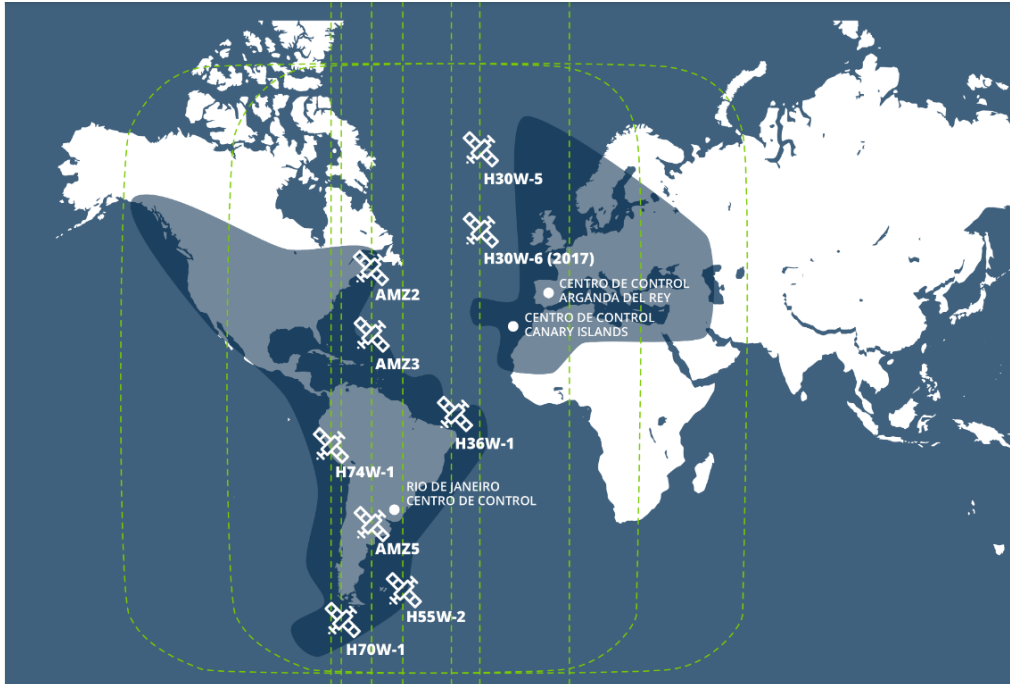 H30W-5
H30W-6 (2017)
CENTRO DE CONTROL
ARGANDA DEL REY
AMZ2
CENTRO DE CONTROL
CANARY ISLANDS
AMZ3
H36W-1
H74W-1
RIO DE JANEIRO
CENTRO DE CONTROL
AMZ5
H55W-2
H70W-1